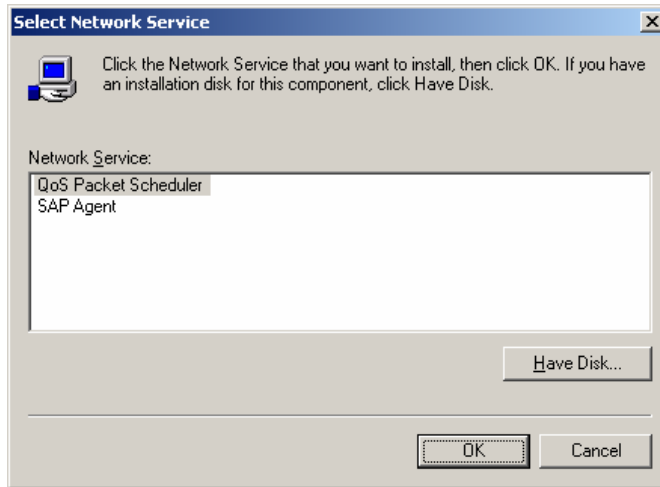 Select Network Service
Click the Network Service that you want to install, then click OK. If you have
an installation disk for this component, click Have Disk.
Network Service:
QoS Packet Scheduler
SAP Agent
Have Disk...
OK
Cancel